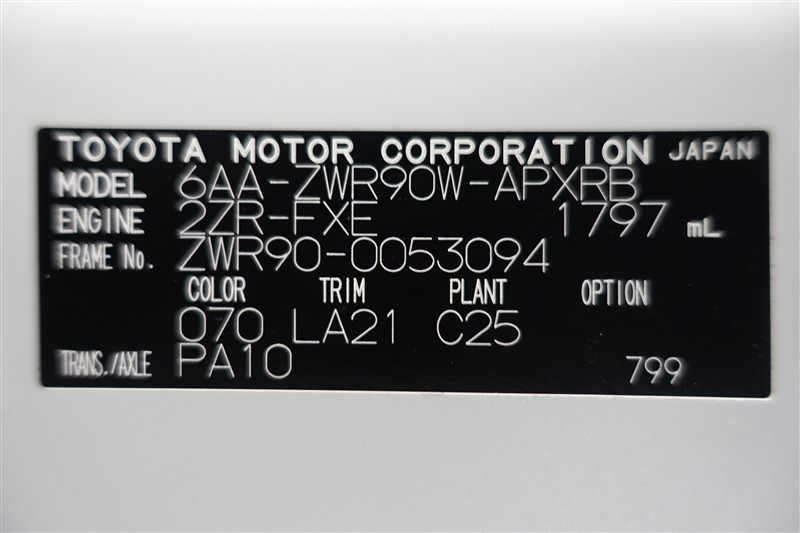 TOYOTA MOTOR CORPORATION JAPAN
MODEL 6AA-ZWR90W-APXRB
ENGINE 2ZR-FXE 1797 mL
FRAME No. ZWR90-0053094
COLOR TRIM PLANT OPTION
070 LA21 C25
TRANS./AXLE PA10 799